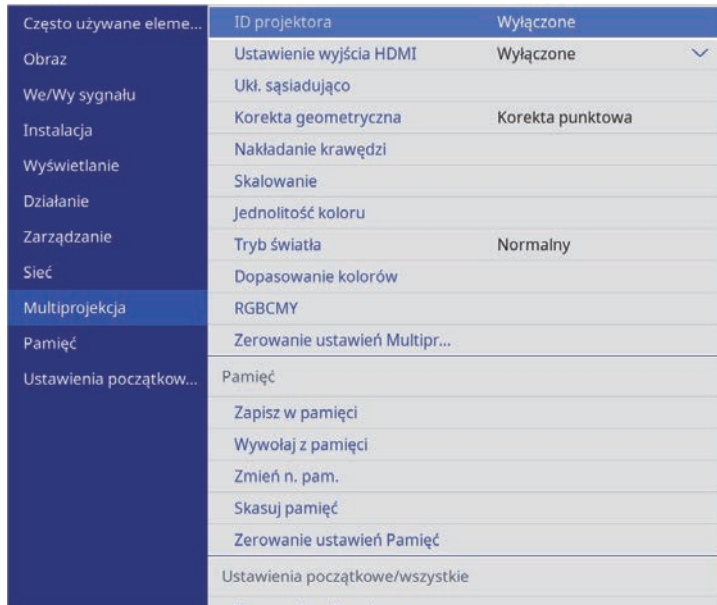 Często używane eleme...
Obraz
We/Wy sygnału
Instalacja
Wyświetlanie
Działanie
Zarządzanie
Sieć
Multiprojekcja
Pamięć
Ustawienia początkow...
ID projektora Wyłączone
Ustawienie wyjścia HDMI Wyłączone
Ukł. sąsiadująco
Korekta geometryczna Korekta punktowa
Nakładanie krawędzi
Skalowanie
Jednolitość koloru
Tryb światła Normalny
Dopasowanie kolorów
RGBCMY
Zerowanie ustawień Multipr...
Pamięć
Zapisz w pamięci
Wywołaj z pamięci
Zmień n. pam.
Skasuj pamięć
Zerowanie ustawień Pamięć
Ustawienia początkowe/wszystkie